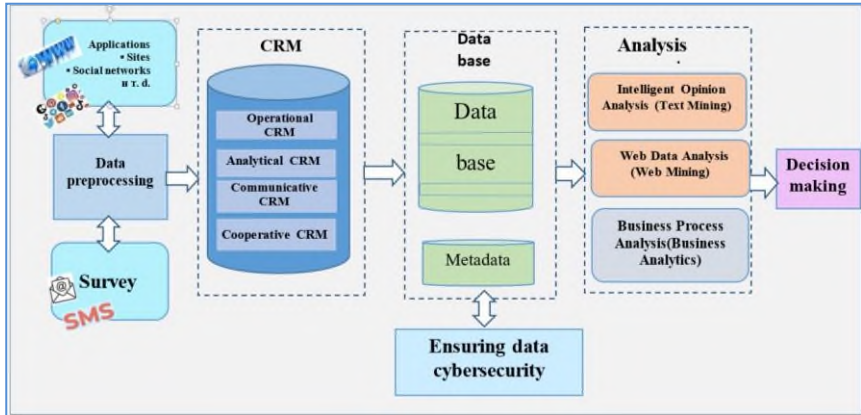 Applications
• Sites
• Social networks
и т. d.
Data
preprocessing
Survey
SMS
CRM
Operational
CRM
Analytical CRM
Communicative
CRM
Cooperative CRM
Data
base
Data
base
Metadata
Ensuring data
cybersecurity
Analysis
Intelligent Opinion
Analysis (Text Mining)
Web Data Analysis
(Web Mining)
Business Process
Analysis(Business
Analytics)
Decision
making